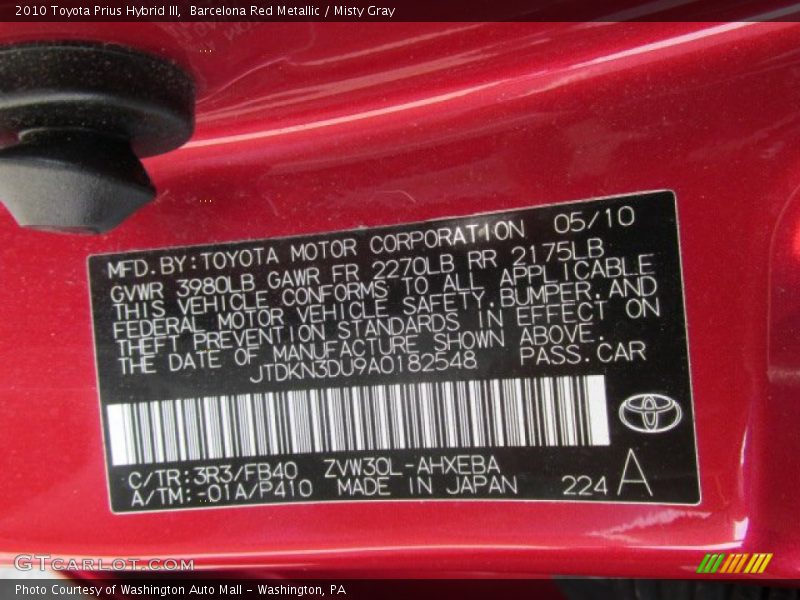 2010 Toyota Prius Hybrid III, Barcelona Red Metallic / Misty Gray
MFD.BY:TOYOTA MOTOR CORPORATION 05/10
GVWR 3980LB GAWR FR 2270LB RR 2175LB
THIS VEHICLE CONFORMS TO ALL APPLICABLE
FEDERAL MOTOR VEHICLE SAFETY,BUMPER,AND
THEFT PREVENTION STANDARDS IN EFFECT ON
THE DATE OF MANUFACTURE SHOWN ABOVE.
JTDKN3DU9A0182548 PASS.CAR
C/TR:3R3/FB40 ZVW30L-AHXEBA
A/TM:-01A/P410 MADE IN JAPAN 224 A
GTCarLot.com
Photo Courtesy of Washington Auto Mall - Washington, PA